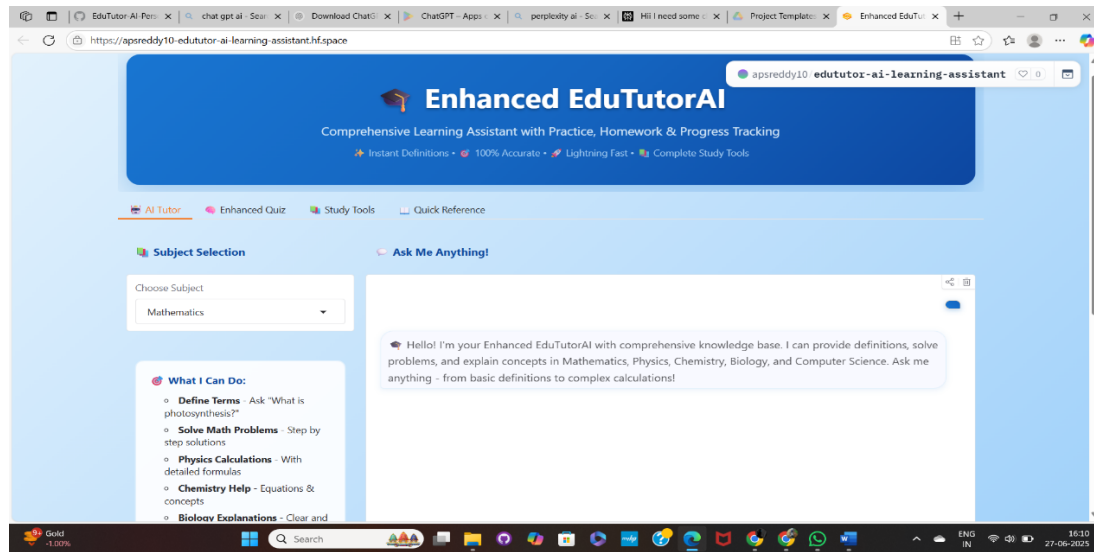 EduTutor-AI-Pers
chat gpt ai - Sear
Download ChatG
ChatGPT – Apps
perplexity ai - Se
Hii I need some
Project Templates
Enhanced EduTut
https://apsreddy10-edututor-ai-learning-assistant.hf.space
apsreddy10/edututor-ai-learning-assistant
0
Enhanced EduTutorAI
Comprehensive Learning Assistant with Practice, Homework & Progress Tracking
Instant Definitions • 100% Accurate • Lightning Fast • Complete Study Tools
AI Tutor
Enhanced Quiz
Study Tools
Quick Reference
Subject Selection
Ask Me Anything!
Choose Subject
Mathematics
Hello! I'm your Enhanced EduTutorAI with comprehensive knowledge base. I can provide definitions, solve
problems, and explain concepts in Mathematics, Physics, Chemistry, Biology, and Computer Science. Ask me
anything - from basic definitions to complex calculations!
What I Can Do:
Define Terms - Ask "What is
photosynthesis?"
Solve Math Problems - Step by
step solutions
Physics Calculations - With
detailed formulas
Chemistry Help - Equations &
concepts
Biology Explanations - Clear and
Gold
-1.00%
Search
ENG
IN
16:10
27-06-2025